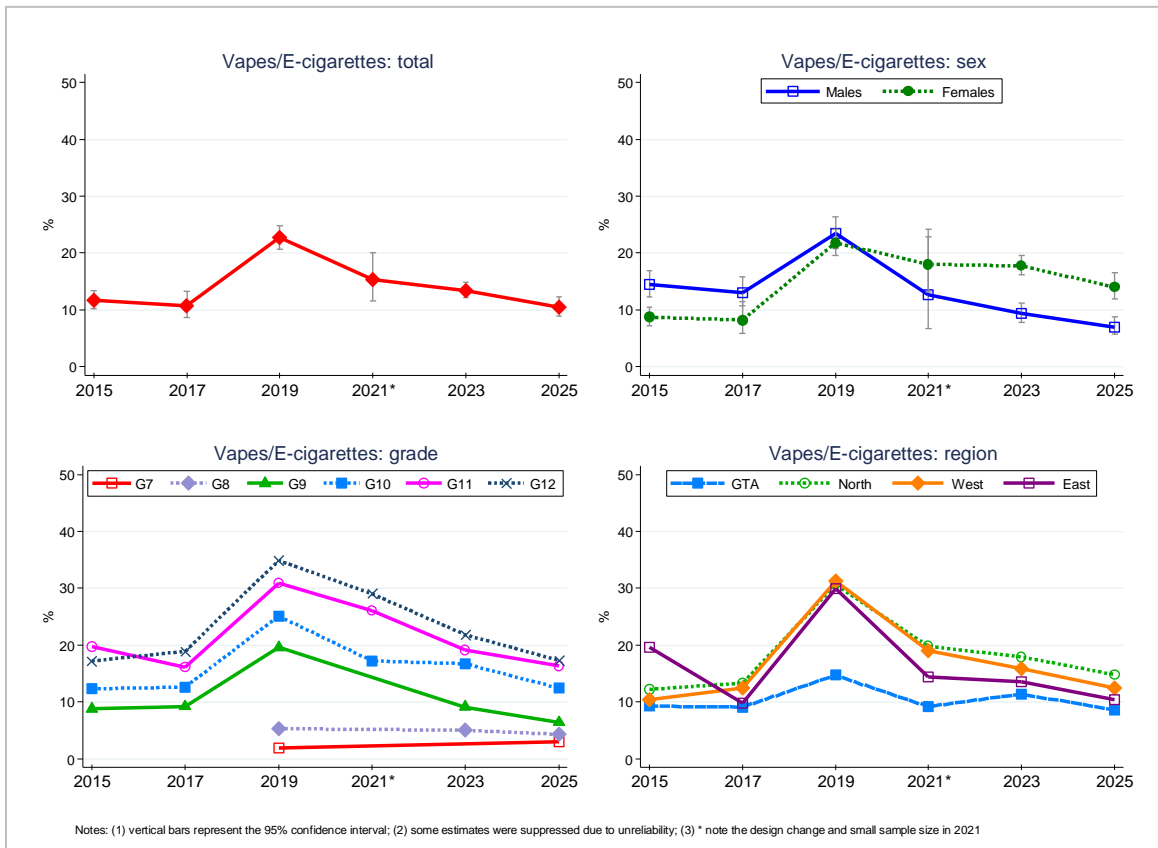 Vapes/E-cigarettes: total
50
40
30
20
10
0
%
2015 2017 2019 2021* 2023 2025
Vapes/E-cigarettes: sex
Males Females
50
40
30
20
10
0
%
2015 2017 2019 2021* 2023 2025
Vapes/E-cigarettes: grade
G7 G8 G9 G10 G11 G12
50
40
30
20
10
0
%
2015 2017 2019 2021* 2023 2025
Vapes/E-cigarettes: region
GTA North West East
50
40
30
20
10
0
%
2015 2017 2019 2021* 2023 2025
Notes: (1) vertical bars represent the 95% confidence interval; (2) some estimates were suppressed due to unreliability; (3) * note the design change and small sample size in 2021